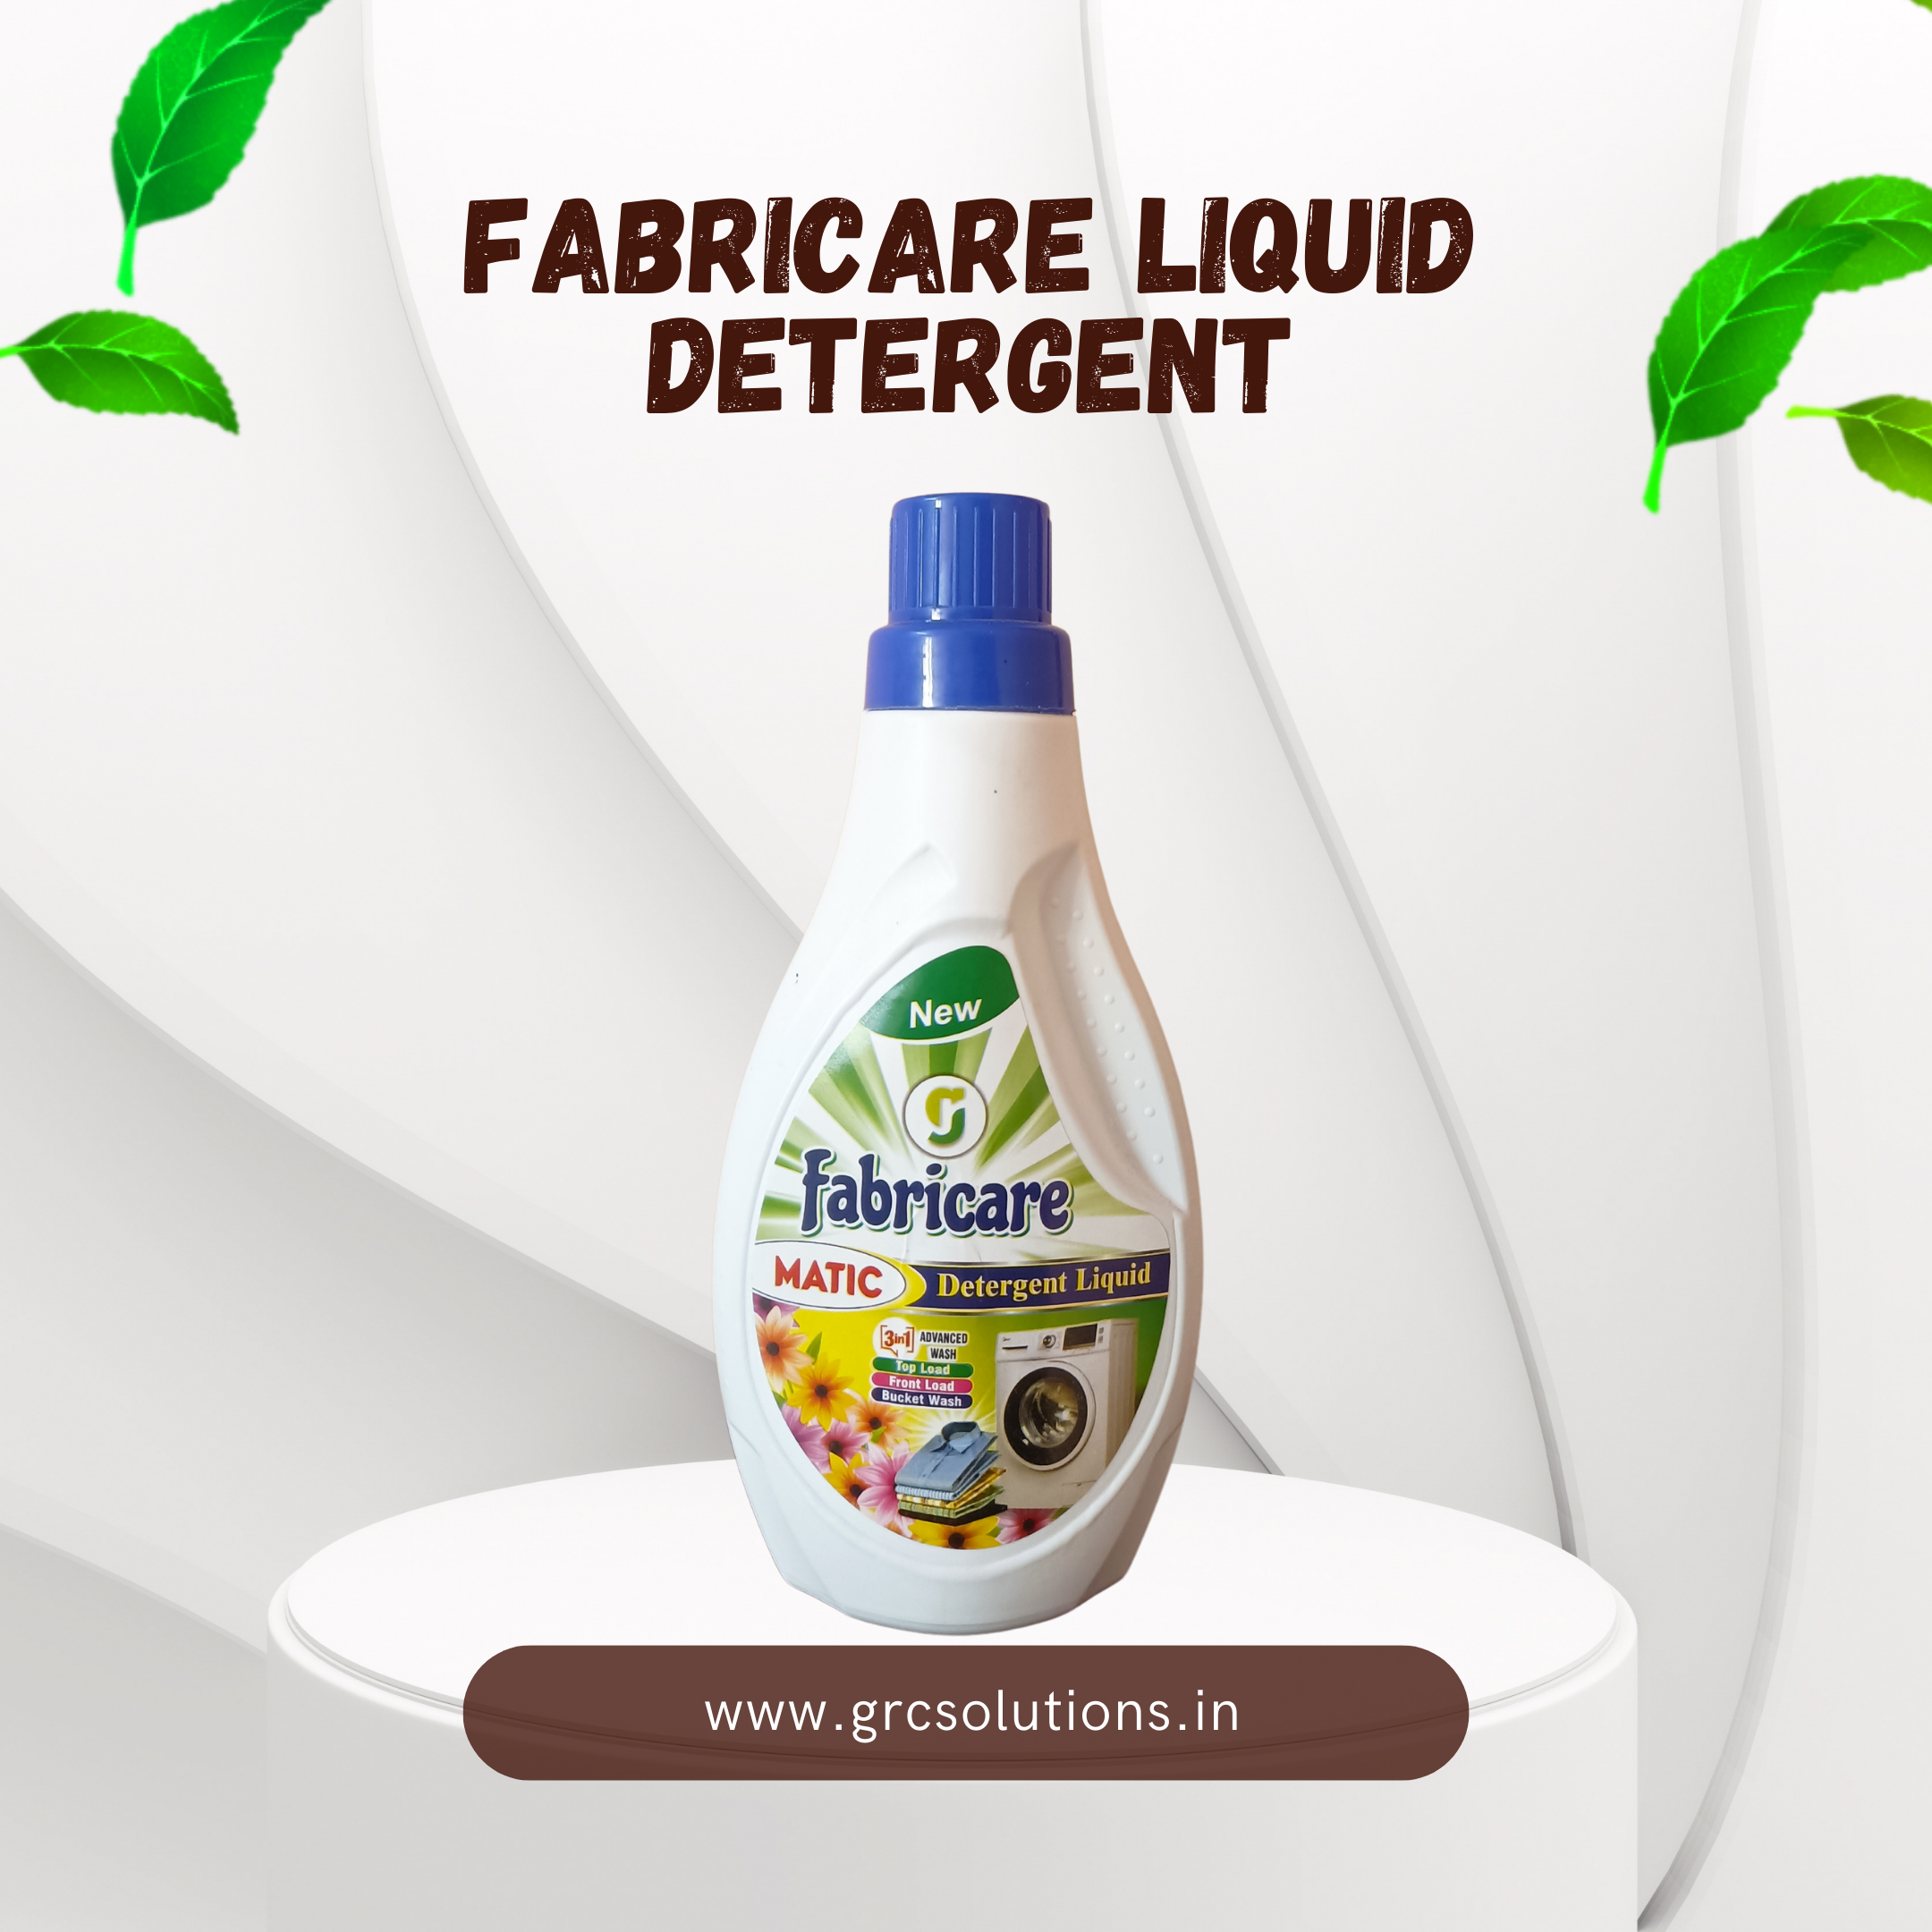 FABRICARE LIQUID
DETERGENT
New
gr
fabricare
MATIC Detergent Liquid
3in1 ADVANCED
WASH
Top Load
Front Load
Bucket Wash
www.grcsolutions.in